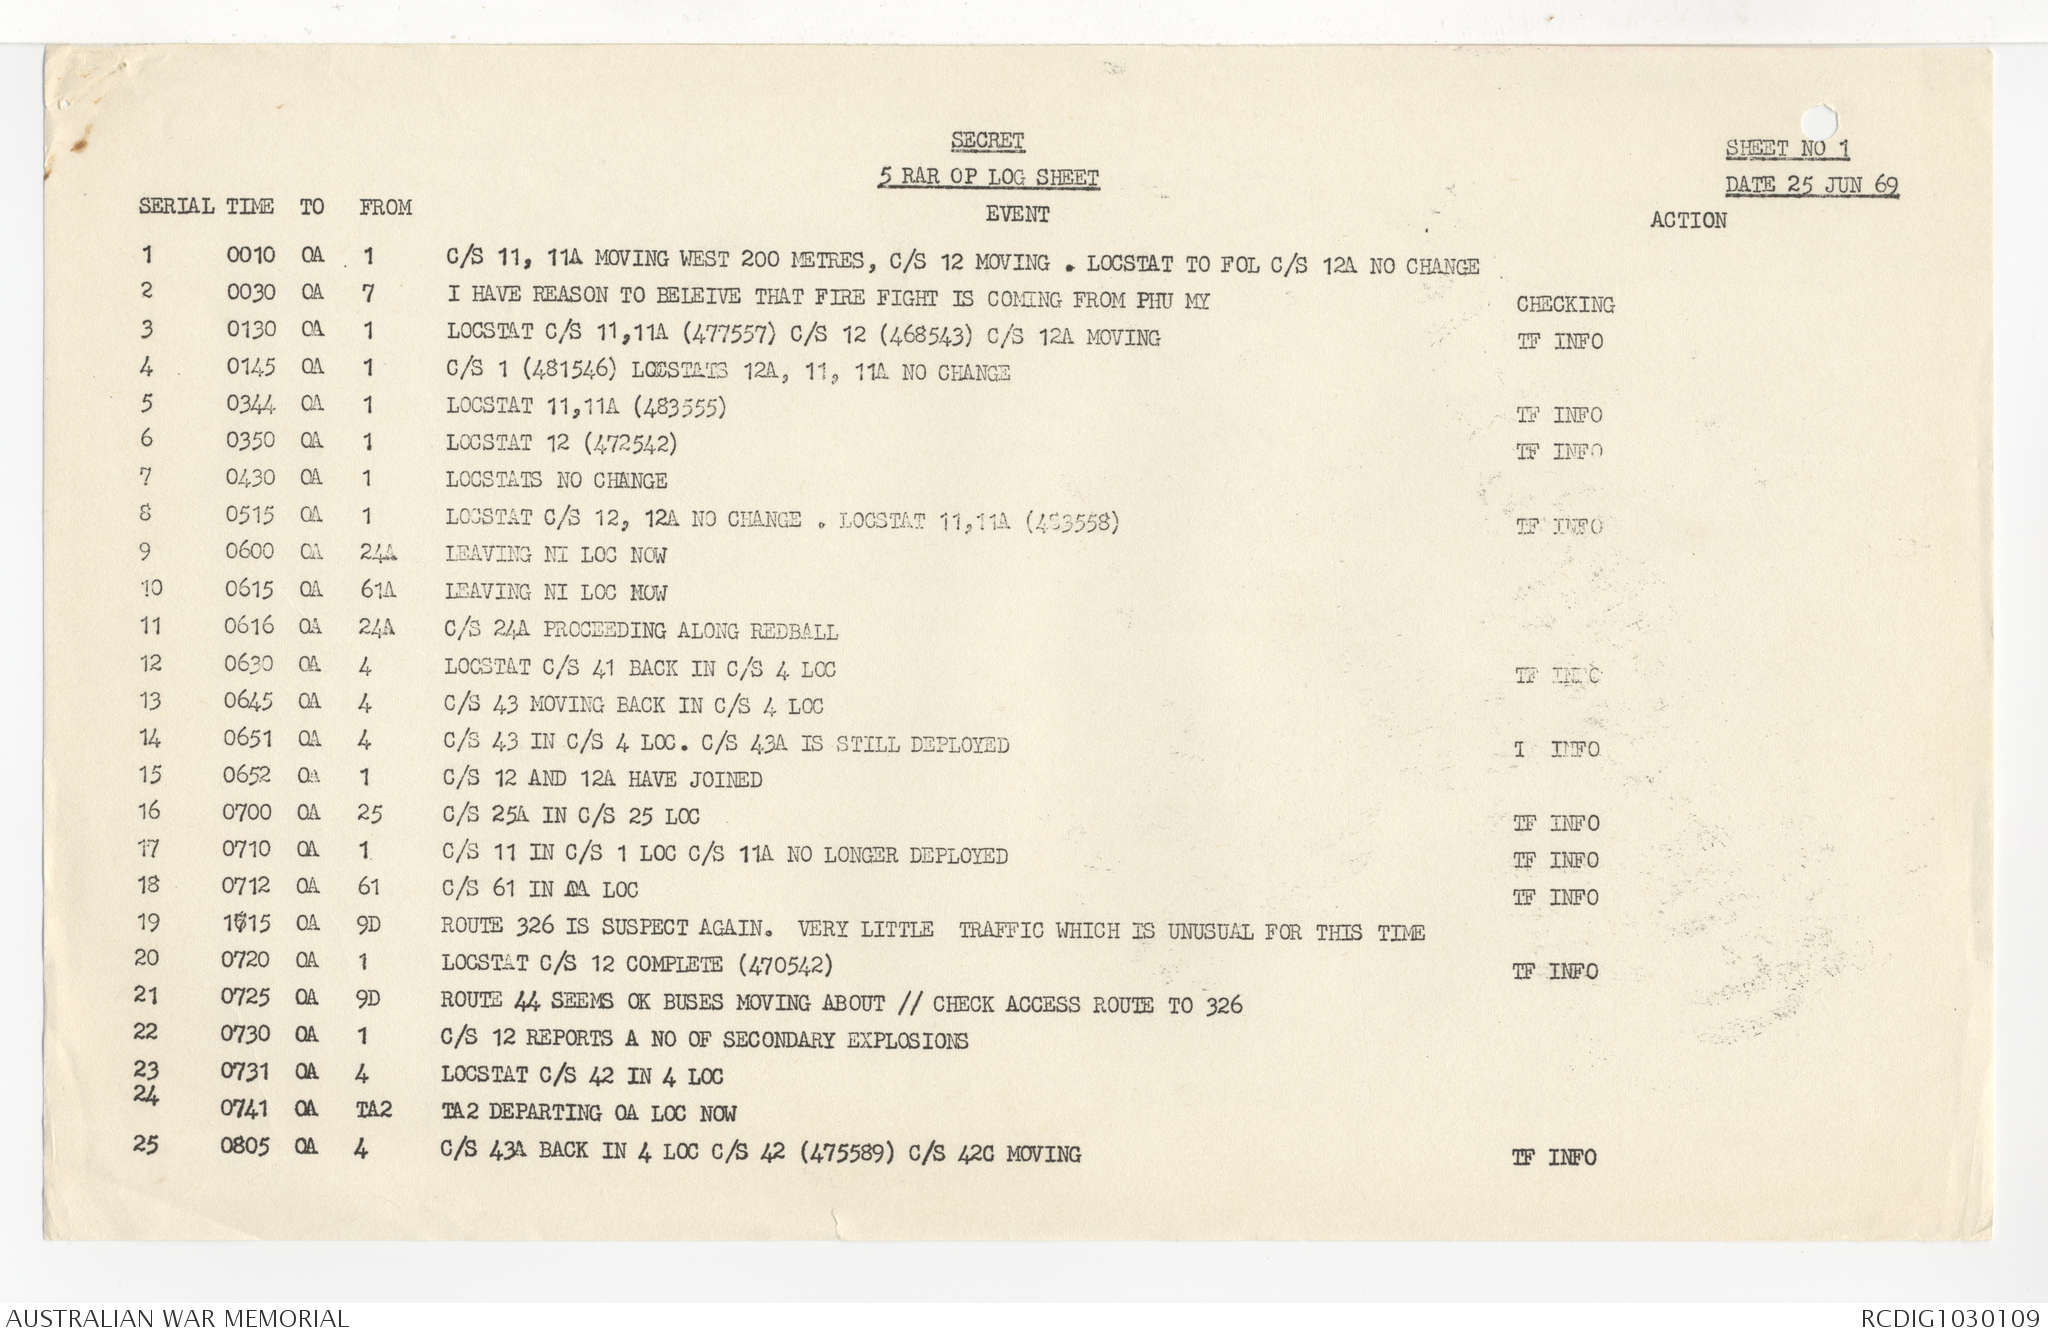 SECRET
5 RAR OP LOG SHEET
SHEET NO 1
DATE 25 JUN 69
SERIAL TIME TO FROM EVENT ACTION
1 0010 OA 1 C/S 11, 11A MOVING WEST 200 METRES, C/S 12 MOVING . LOCSTAT TO FOL C/S 12A NO CHANGE
2 0030 OA 7 I HAVE REASON TO BELEIVE THAT FIRE FIGHT IS COMING FROM PHU MY CHECKING
3 0130 OA 1 LOCSTAT C/S 11,11A (477557) C/S 12 (468543) C/S 12A MOVING TF INFO
4 0145 OA 1 C/S 1 (481546) LOCSTATS 12A, 11, 11A NO CHANGE
5 0344 OA 1 LOCSTAT 11,11A (483555) TF INFO
6 0350 OA 1 LOCSTAT 12 (472542) TF INFO
7 0430 OA 1 LOCSTATS NO CHANGE
8 0515 OA 1 LOCSTAT C/S 12, 12A NO CHANGE . LOCSTAT 11,11A (483558) TF INFO
9 0600 OA 24A LEAVING NI LOC NOW
10 0615 OA 61A LEAVING NI LOC NOW
11 0616 OA 24A C/S 24A PROCEEDING ALONG REDBALL
12 0630 OA 4 LOCSTAT C/S 41 BACK IN C/S 4 LOC TF INFO
13 0645 OA 4 C/S 43 MOVING BACK IN C/S 4 LOC
14 0651 OA 4 C/S 43 IN C/S 4 LOC. C/S 43A IS STILL DEPLOYED T INFO
15 0652 OA 1 C/S 12 AND 12A HAVE JOINED
16 0700 OA 25 C/S 25A IN C/S 25 LOC TF INFO
17 0710 OA 1 C/S 11 IN C/S 1 LOC C/S 11A NO LONGER DEPLOYED TF INFO
18 0712 OA 61 C/S 61 IN OA LOC TF INFO
19 OA 9D ROUTE 326 IS SUSPECT AGAIN. VERY LITTLE TRAFFIC WHICH IS UNUSUAL FOR THIS TIME
20 0720 OA 1 LOCSTAT C/S 12 COMPLETE (470542) TF INFO
21 0725 OA 9D ROUTE 44 SEEMS OK BUSES MOVING ABOUT // CHECK ACCESS ROUTE TO 326
22 0730 OA 1 C/S 12 REPORTS A NO OF SECONDARY EXPLOSIONS
23 0731 OA 4 LOCSTAT C/S 42 IN 4 LOC
24 0741 OA TA2 TA2 DEPARTING OA LOC NOW
25 0805 OA 4 C/S 43A BACK IN 4 LOC C/S 42 (475589) C/S 42C MOVING TF INFO
AUSTRALIAN WAR MEMORIAL
RCDIG1030109